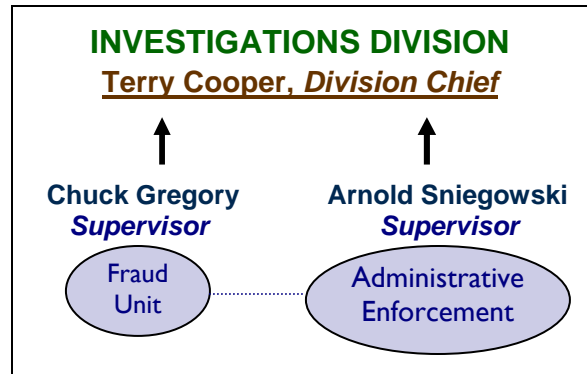 INVESTIGATIONS DIVISION
Terry Cooper, Division Chief
Chuck Gregory
Supervisor
Fraud
Unit
Arnold Sniegowski
Supervisor
Administrative
Enforcement